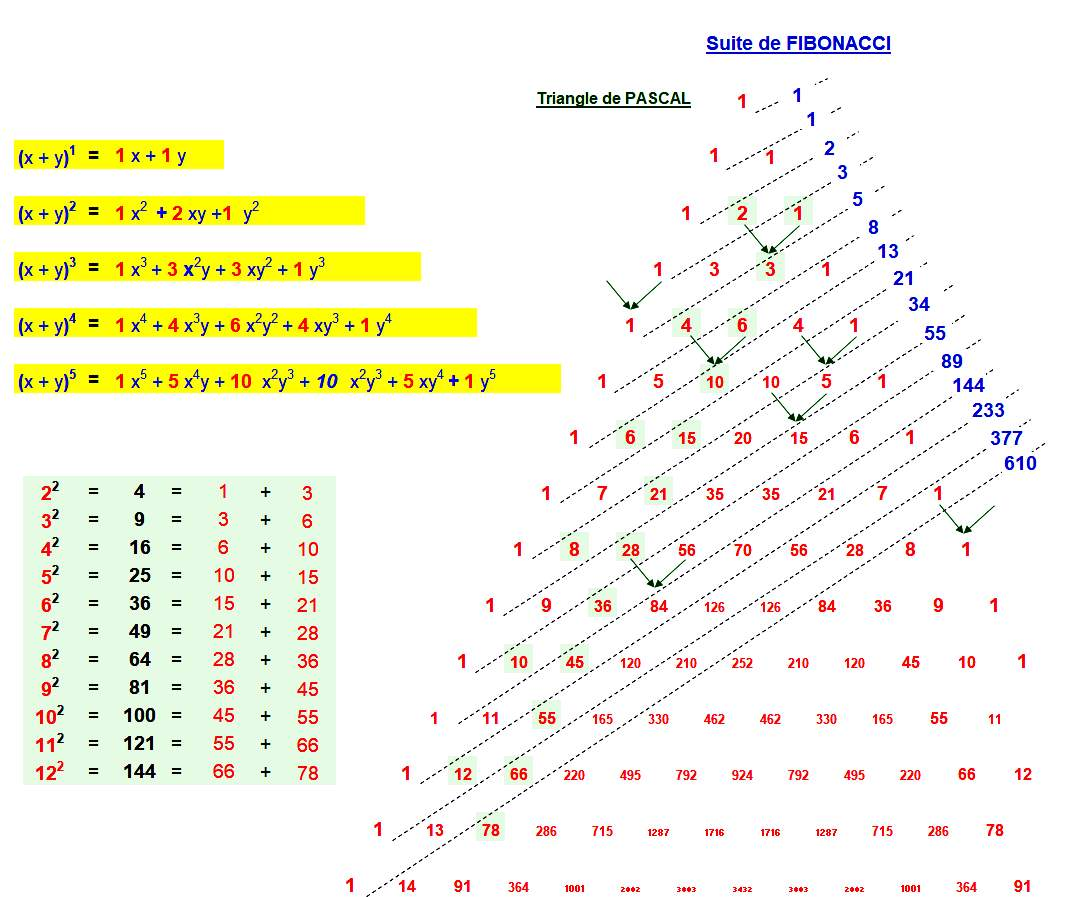 Suite de FIBONACCI
Triangle de PASCAL
1 1
1
(x + y)¹ = 1 x + 1 y
1 1 2
3
(x + y)² = 1 x² + 2 xy +1 y²
1 2 1 5
8
(x + y)³ = 1 x³ + 3 x²y + 3 xy² + 1 y³
1 3 3 1 13
21
34
(x + y)⁴ = 1 x⁴ + 4 x³y + 6 x²y² + 4 xy³ + 1 y⁴
1 4 6 4 1 55
89
(x + y)⁵ = 1 x⁵ + 5 x⁴y + 10 x²y³ + 10 x²y³ + 5 xy⁴ + 1 y⁵
1 5 10 10 5 1 144
233
1 6 15 20 15 6 1 377
610
2² = 4 = 1 + 3
1 7 21 35 35 21 7 1
3² = 9 = 3 + 6
4² = 16 = 6 + 10
1 8 28 56 70 56 28 8 1
5² = 25 = 10 + 15
6² = 36 = 15 + 21
1 9 36 84 126 126 84 36 9 1
7² = 49 = 21 + 28
8² = 64 = 28 + 36
1 10 45 120 210 252 210 120 45 10 1
9² = 81 = 36 + 45
10² = 100 = 45 + 55
1 11 55 165 330 462 462 330 165 55 11
11² = 121 = 55 + 66
12² = 144 = 66 + 78
1 12 66 220 495 792 924 792 495 220 66 12
1 13 78 286 715 1287 1716 1716 1287 715 286 78
1 14 91 364 1001 2002 3003 3432 3003 2002 1001 364 91